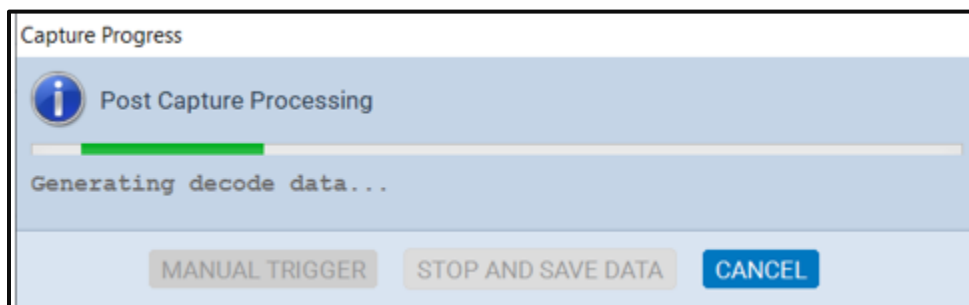 Capture Progress
Post Capture Processing
Generating decode data...
MANUAL TRIGGER STOP AND SAVE DATA CANCEL